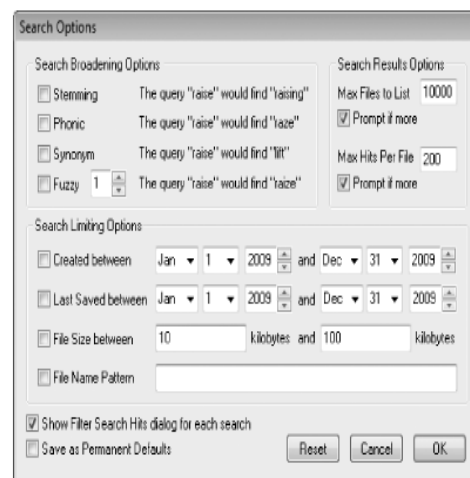 Search Options
Search Broadening Options
Stemming The query "raise" would find "raising"
Phonic The query "raise" would find "raze"
Synonym The query "raise" would find "lift"
Fuzzy 1 The query "raise" would find "raize"
Search Results Options
Max Files to List 10000
Prompt if more
Max Hits Per File 200
Prompt if more
Search Limiting Options
Created between Jan 1 2009 and Dec 31 2009
Last Saved between Jan 1 2009 and Dec 31 2009
File Size between 10 kilobytes and 100 kilobytes
File Name Pattern
Show Filter Search Hits dialog for each search
Save as Permanent Defaults
Reset Cancel OK